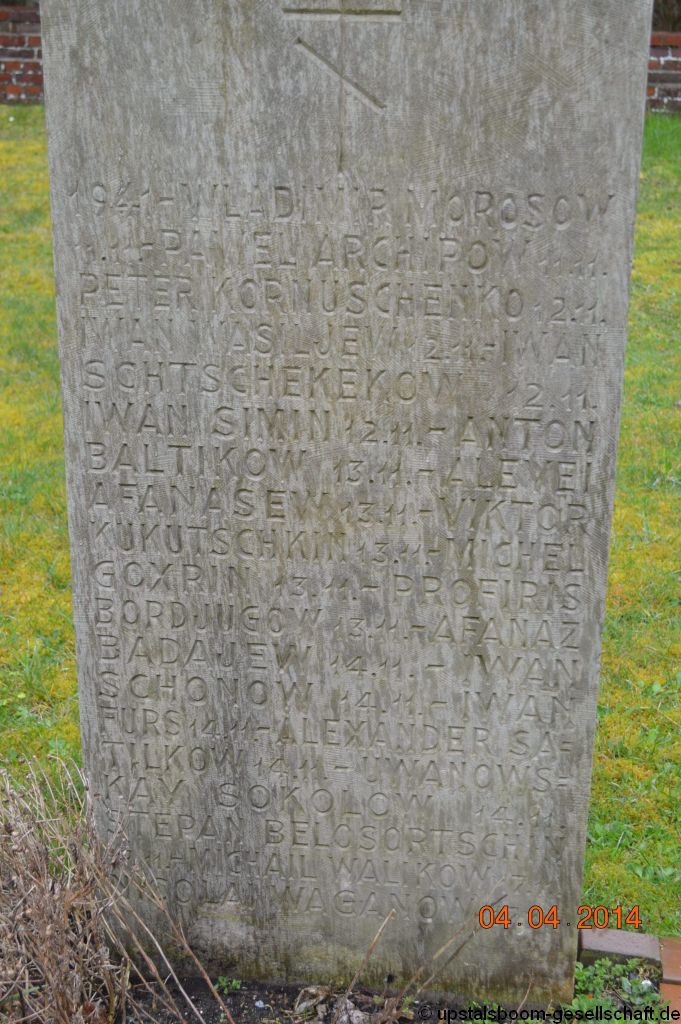 1941-WLADIMIR MOROSOW
11.11.-PAWEL ARCHIPOW 11.11.
PETER KORNUSCHENKO 12.11.
IWAN WASILJEW 12.11.-IWAN
SCHTSCHEKEKOW 12.11.
IWAN SIMIN 12.11.-ANTON
BALTIKOW 13.11.-ALEXEI
AFANASEW 13.11.-VIKTOR
KUKUTSCHKIN 13.11.-MICHEL
GOXRIN 13.11.-PROFIRIS
BORDJUGOW 13.11.-AFANAZ
BADAJEW 14.11.-IWAN
SCHONOW 14.11.-IWAN
FURS 14.11-ALEXANDER SA-
TILKOW 14.11-UWANOWS-
KAY SOKOLOW 14.11.
STEPAN BELOSORTSCHIN
MICHAIL WALIKOW
WAGANOW
04.04.2014
© upstalsboom-gesellschaft.de